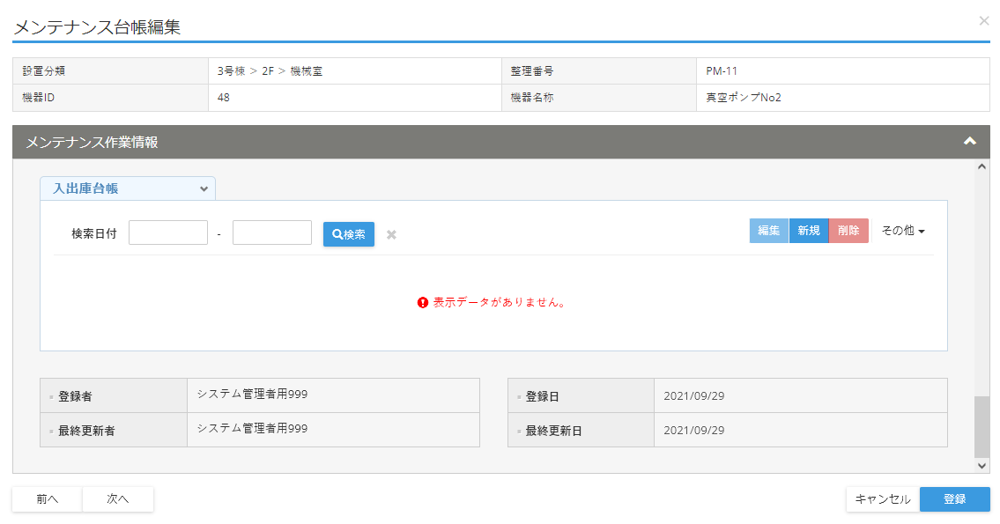 メンテナンス台帳編集
設置分類 3号棟 ＞ 2F ＞ 機械室 整理番号 PM-11
機器ID 48 機器名称 真空ポンプNo2
メンテナンス作業情報
入出庫台帳
検索日付 - 検索 編集 新規 削除 その他
表示データがありません。
登録者 システム管理者用999 登録日 2021/09/29
最終更新者 システム管理者用999 最終更新日 2021/09/29
前へ 次へ キャンセル 登録